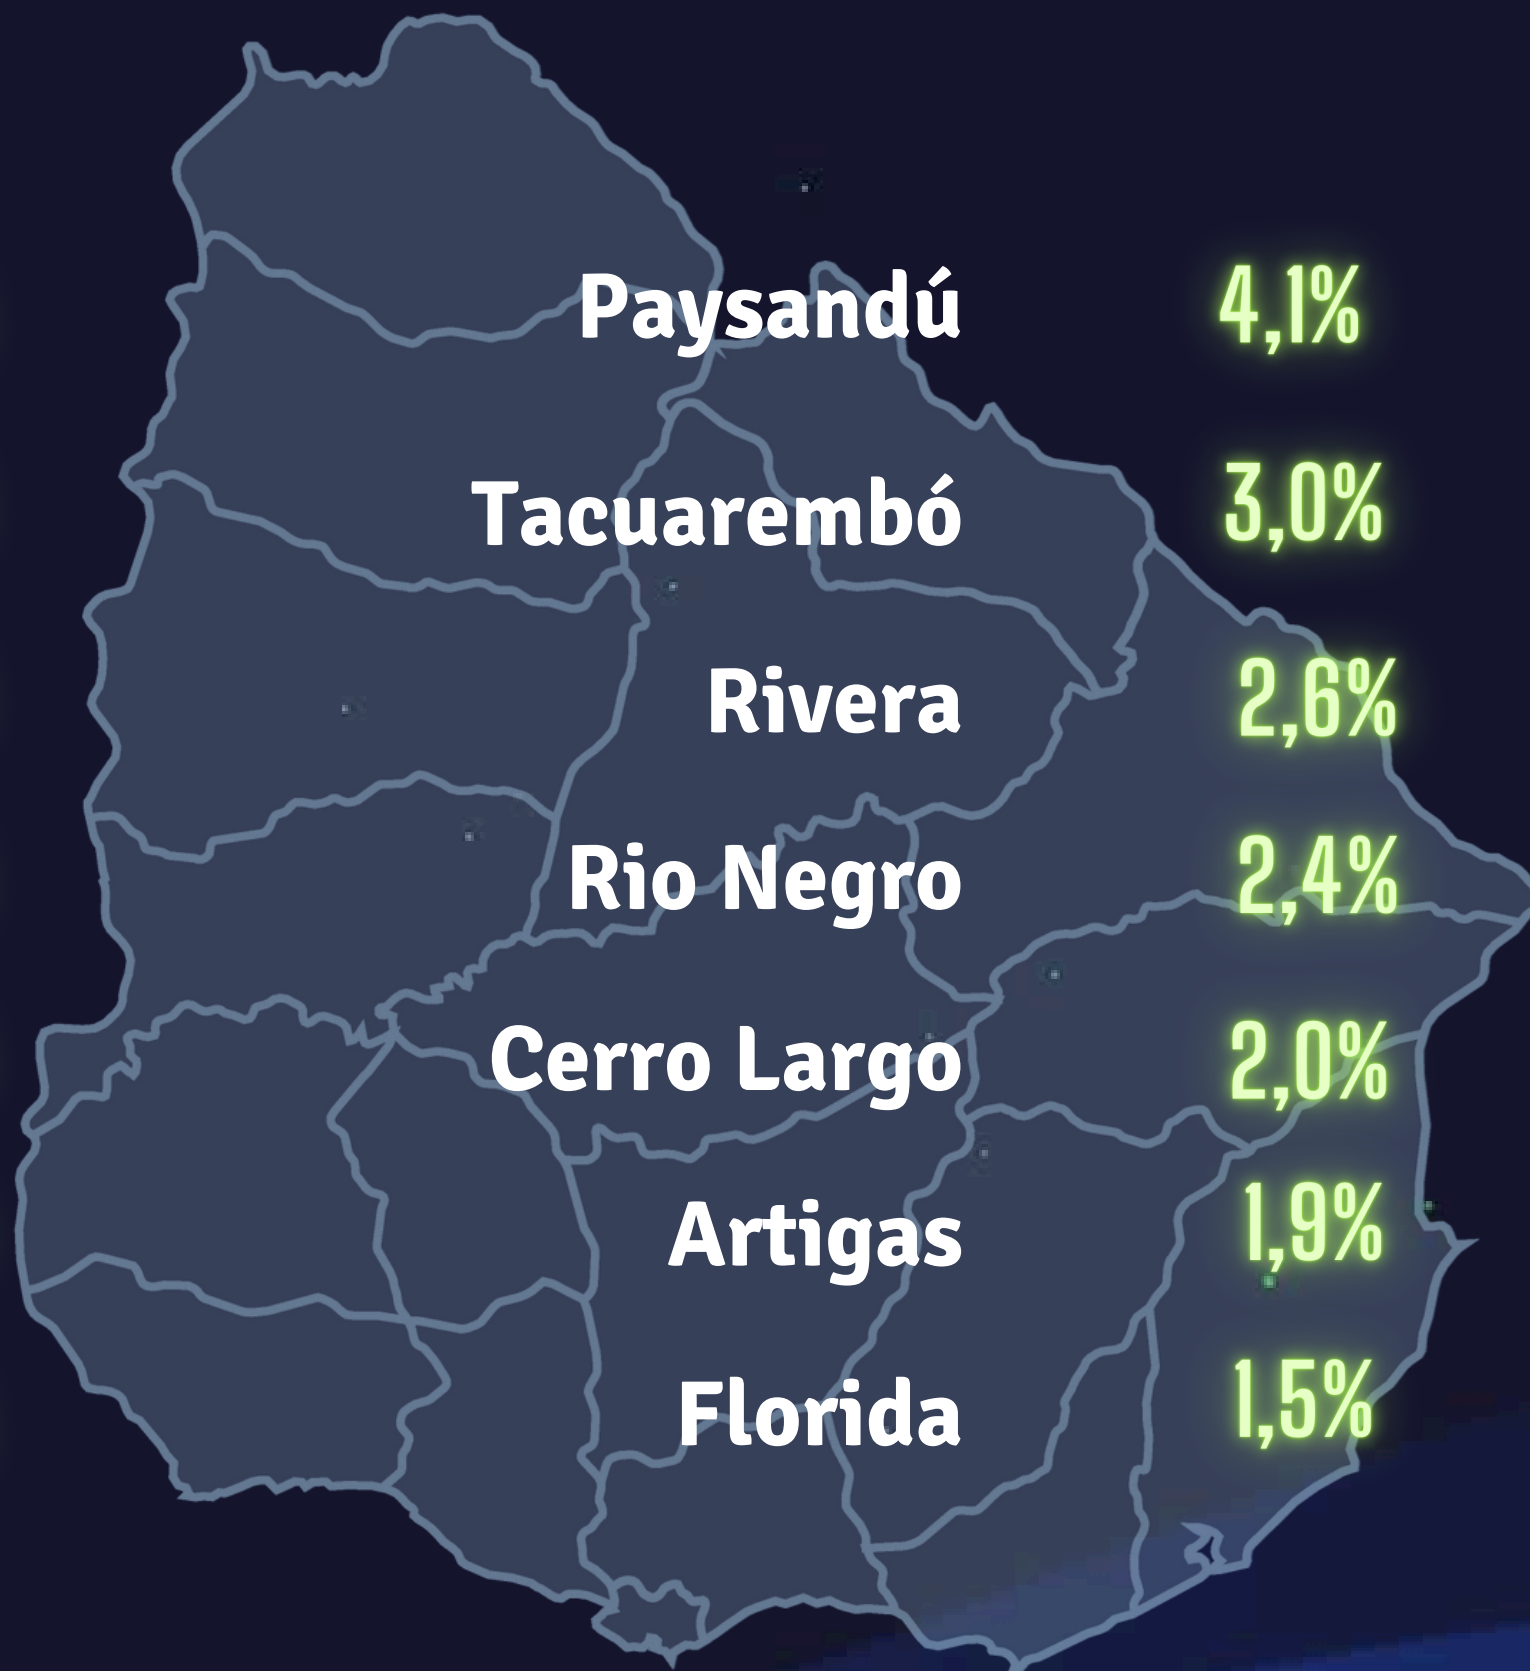 Paysandú 4,1%
Tacuarembó 3,0%
Rivera 2,6%
Rio Negro 2,4%
Cerro Largo 2,0%
Artigas 1,9%
Florida 1,5%